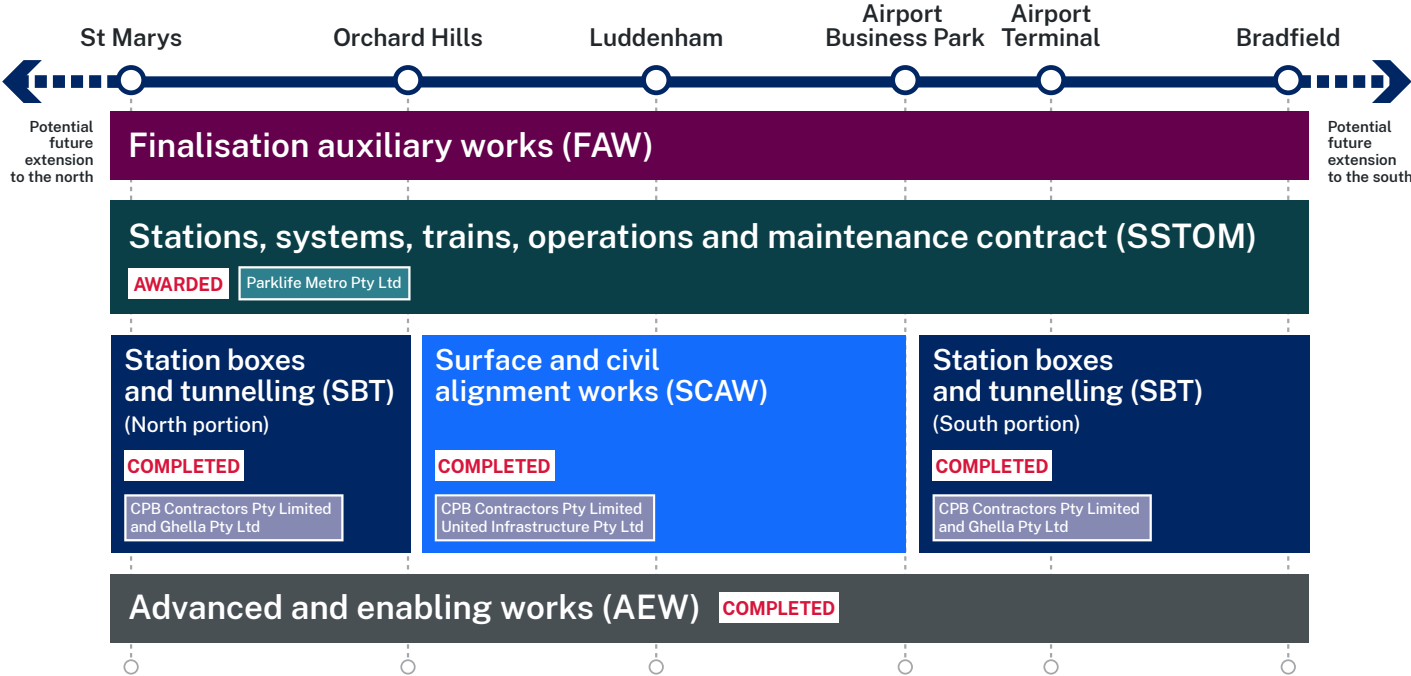 St Marys
Orchard Hills
Luddenham
Airport
Business Park
Airport
Terminal
Bradfield
Potential
future
extension
to the north
Potential
future
extension
to the south
Finalisation auxiliary works (FAW)
Stations, systems, trains, operations and maintenance contract (SSTOM)
AWARDED
Parklife Metro Pty Ltd
Station boxes
and tunnelling (SBT)
(North portion)
COMPLETED
CPB Contractors Pty Limited
and Ghella Pty Ltd
Surface and civil
alignment works (SCAW)
COMPLETED
CPB Contractors Pty Limited
United Infrastructure Pty Ltd
Station boxes
and tunnelling (SBT)
(South portion)
COMPLETED
CPB Contractors Pty Limited
and Ghella Pty Ltd
Advanced and enabling works (AEW)
COMPLETED